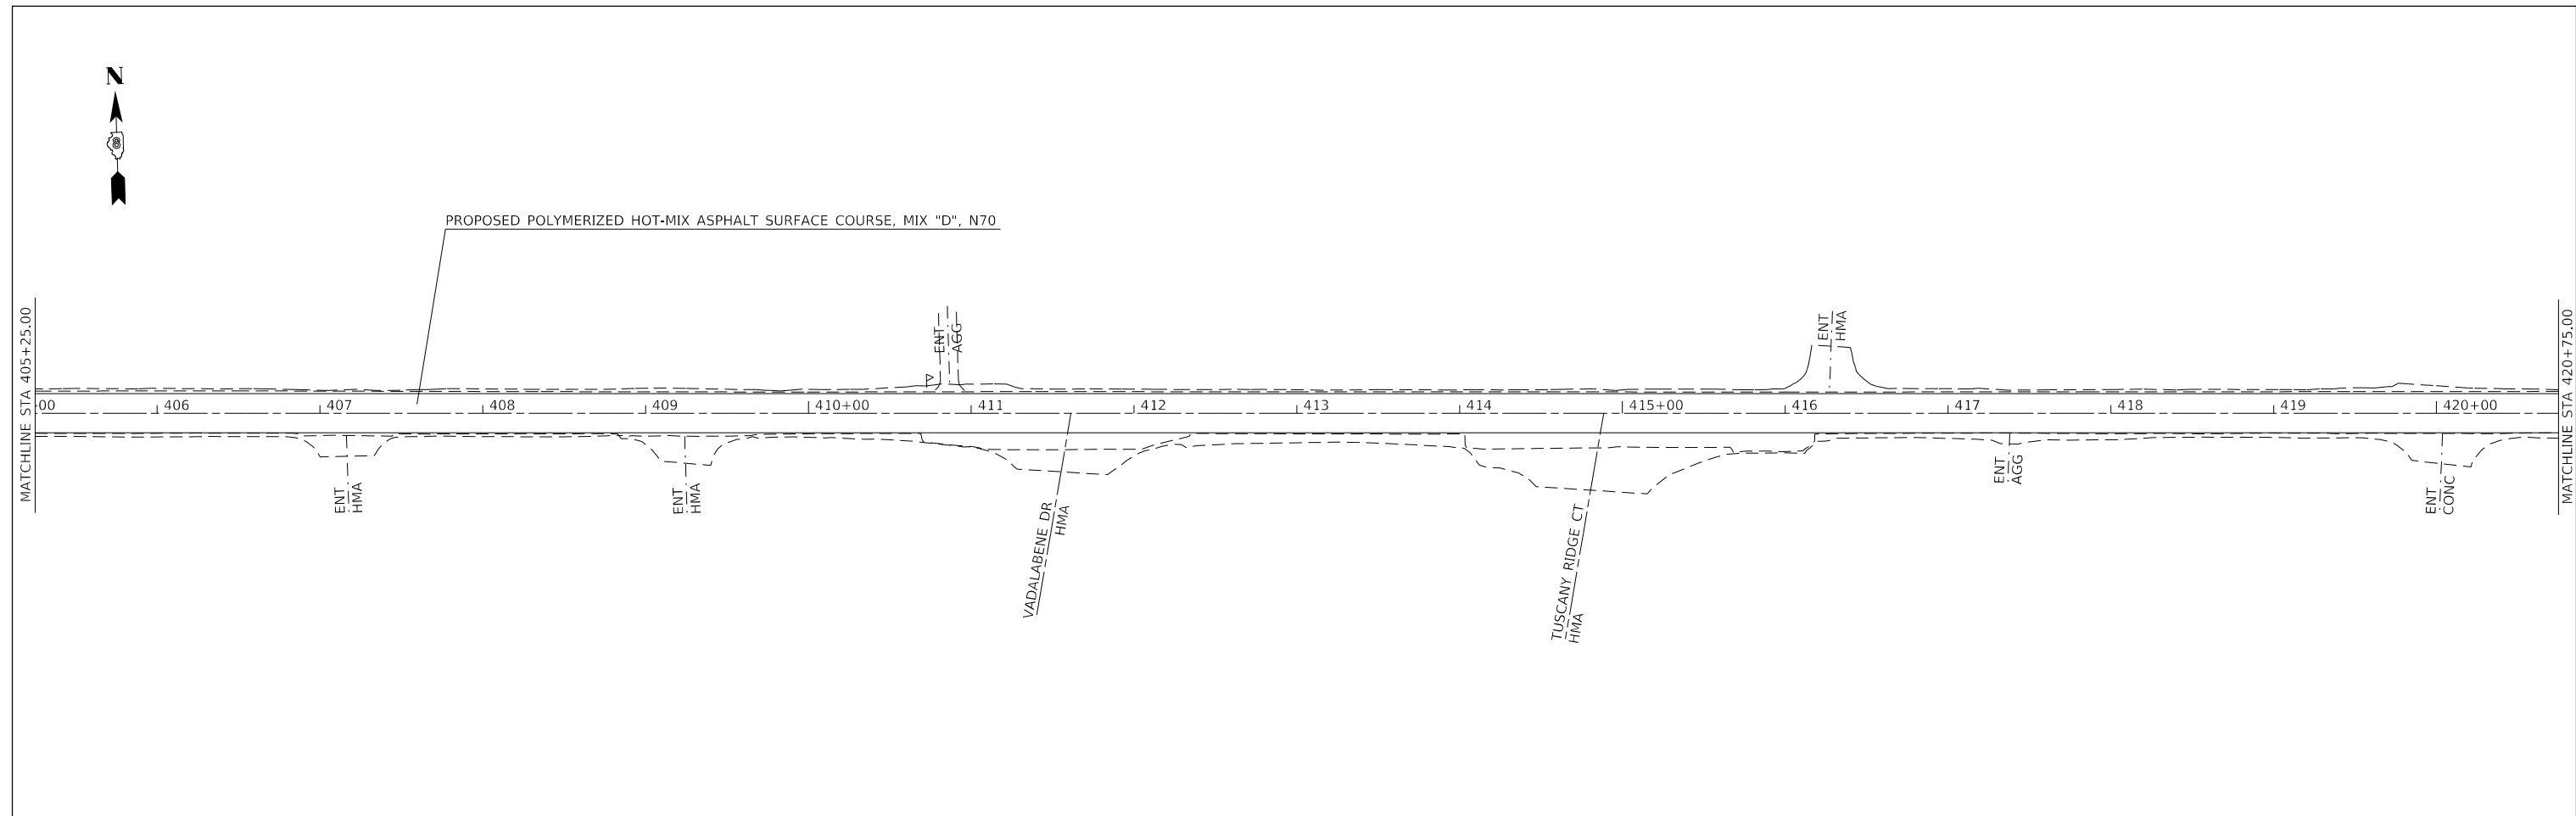 N
8
PROPOSED POLYMERIZED HOT-MIX ASPHALT SURFACE COURSE, MIX "D", N70
MATCHLINE STA 405+25.00
ENT
AGG
ENT
HMA
MATCHLINE STA 420+75.00
+00
406
407
408
409
410+00
411
412
413
414
415+00
416
417
418
419
420+00
ENT
HMA
ENT
HMA
VADALABENE DR
HMA
TUSCANY RIDGE CT
HMA
ENT
AGG
ENT
CONC